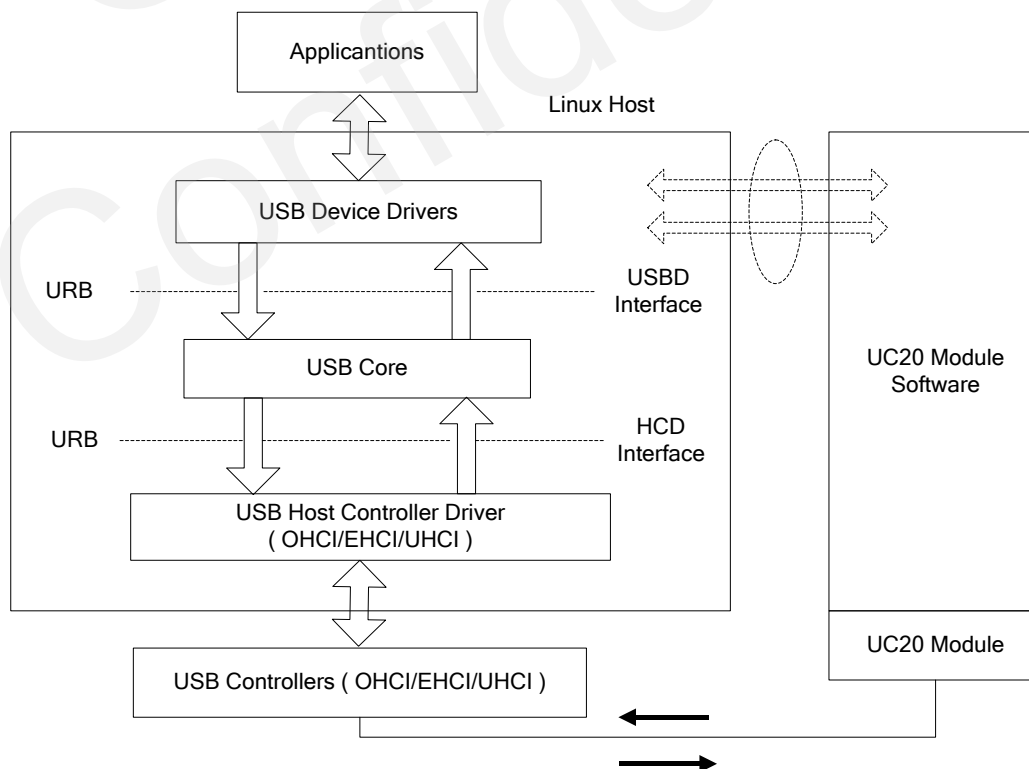 Applicantions
Linux Host
USB Device Drivers
URB
USBD
Interface
USB Core
UC20 Module
Software
URB
HCD
Interface
USB Host Controller Driver
( OHCI/EHCI/UHCI )
UC20 Module
USB Controllers ( OHCI/EHCI/UHCI )